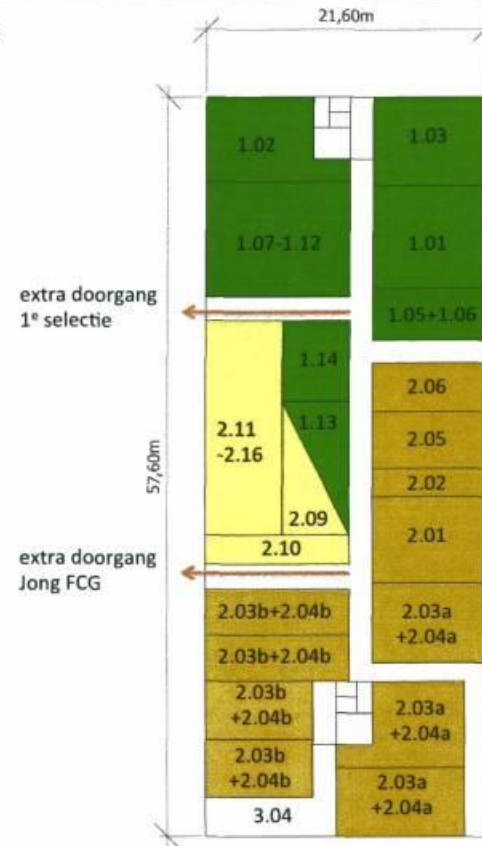 21,60m
1.02
1.03
1.07-1.12
1.01
extra doorgang
1e selectie
1.05+1.06
1.14
2.06
1.13
2.11
-2.16
2.05
57,60m
2.02
2.09
2.01
2.10
extra doorgang
Jong FCG
2.03b+2.04b
2.03a
+2.04a
2.03b+2.04b
2.03b
+2.04b
2.03a
+2.04a
2.03b
+2.04b
2.03a
+2.04a
3.04